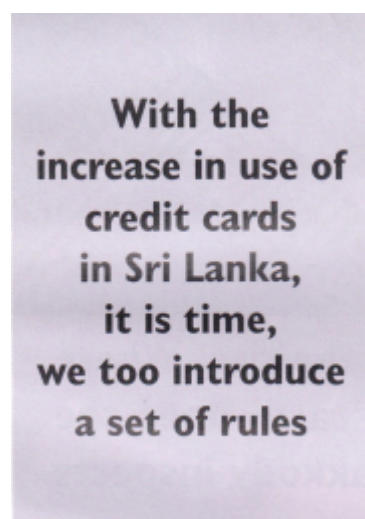 With the
increase in use of
credit cards
in Sri Lanka,
it is time,
we too introduce
a set of rules